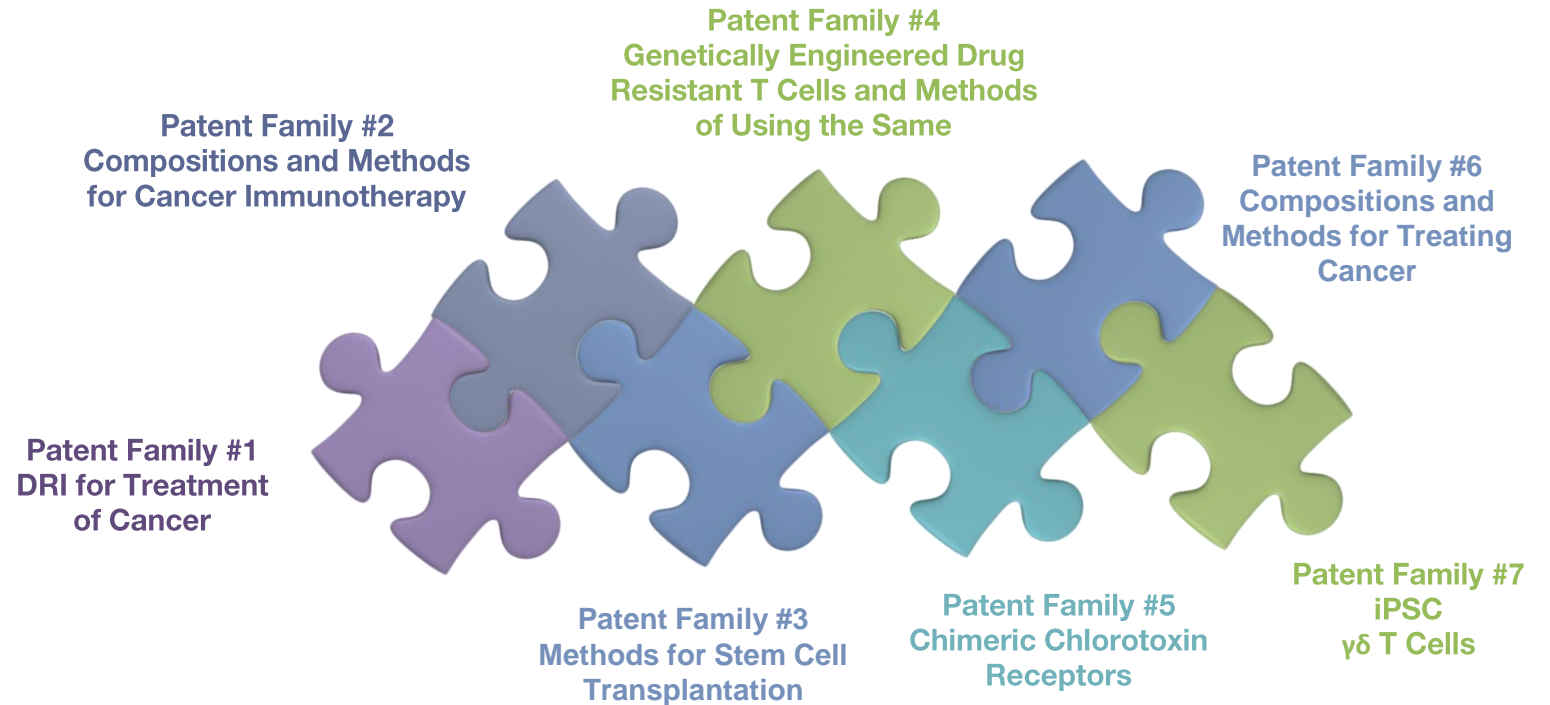 Patent Family #1
DRI for Treatment
of Cancer
Patent Family #2
Compositions and Methods
for Cancer Immunotherapy
Patent Family #3
Methods for Stem Cell
Transplantation
Patent Family #4
Genetically Engineered Drug
Resistant T Cells and Methods
of Using the Same
Patent Family #5
Chimeric Chlorotoxin
Receptors
Patent Family #6
Compositions and
Methods for Treating
Cancer
Patent Family #7
iPSC
γδ T Cells